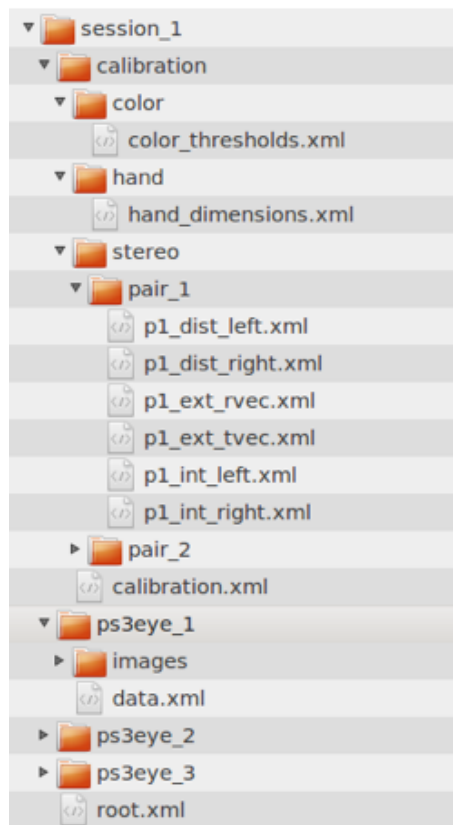 session_1
calibration
color
color_thresholds.xml
hand
hand_dimensions.xml
stereo
pair_1
p1_dist_left.xml
p1_dist_right.xml
p1_ext_rvec.xml
p1_ext_tvec.xml
p1_int_left.xml
p1_int_right.xml
pair_2
calibration.xml
ps3eye_1
images
data.xml
ps3eye_2
ps3eye_3
root.xml